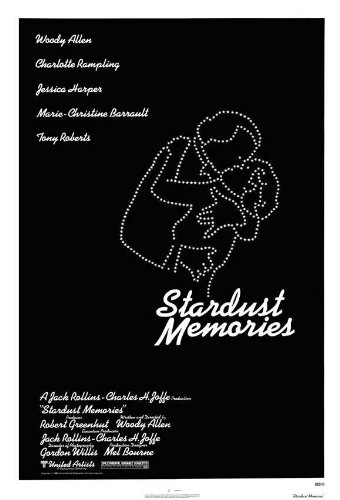 Woody Allen
Charlotte Rampling
Jessica Harper
Marie-Christine Barrault
Tony Roberts
Stardust
Memories
A Jack Rollins-Charles H. Joffe Production
"Stardust Memories"
Producer Written and Directed by
Robert Greenhut Woody Allen
Executive Producers
Jack Rollins-Charles H. Joffe
Director of Photography Production Designer
Gordon Willis Mel Bourne
United Artists
"Stardust Memories"